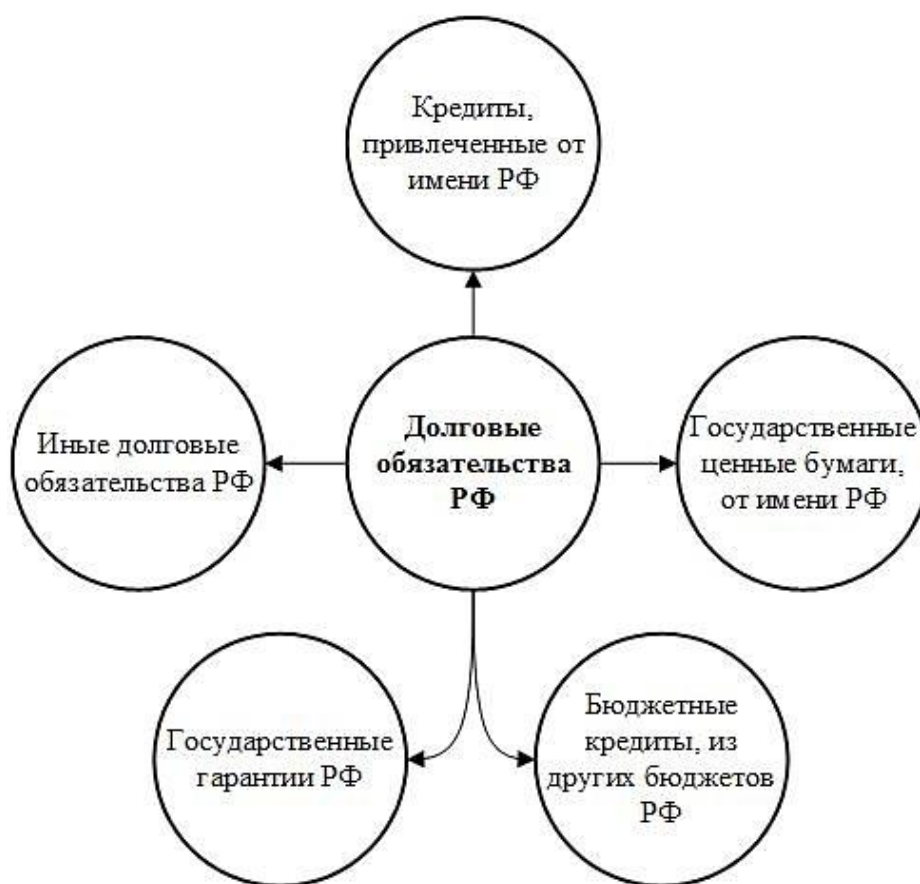 Кредиты,
привлеченные от
имени РФ
Иные долговые
обязательства РФ
Долговые
обязательства
РФ
Государственные
ценные бумаги,
от имени РФ
Государственные
гарантии РФ
Бюджетные
кредиты, из
других бюджетов
РФ